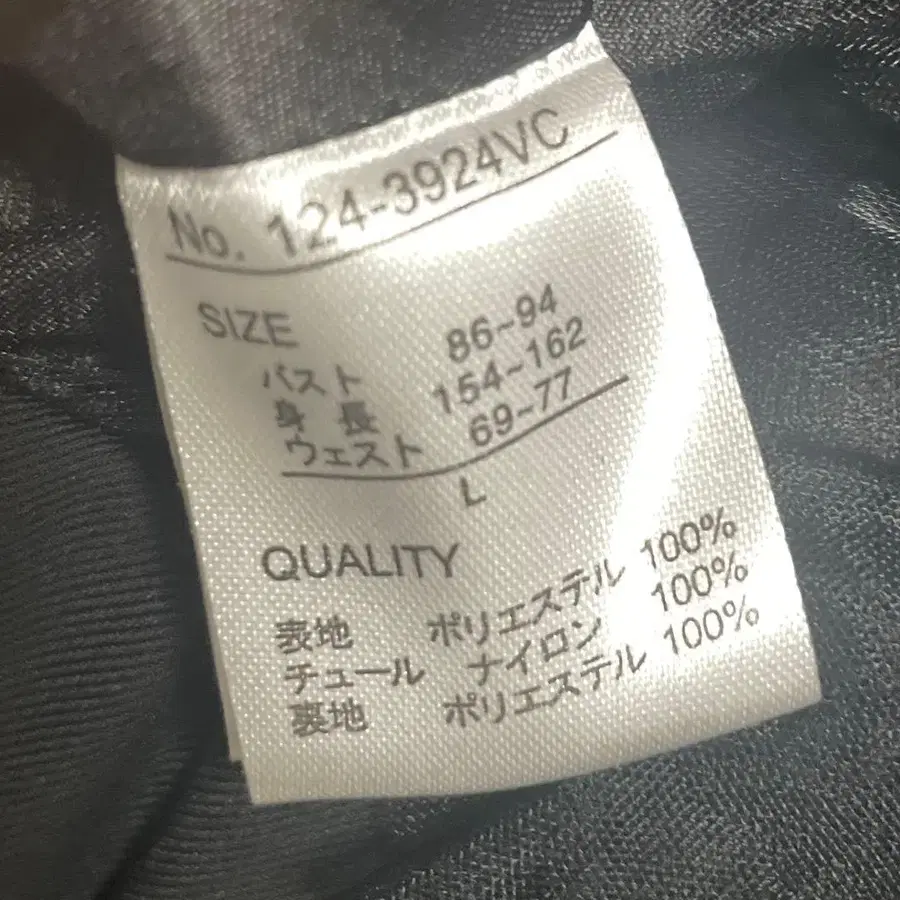 No. 124-3924VC
SIZE
バスト 86~94
身長 154~162
ウェスト 69~77
L
QUALITY
表地 ポリエステル 100%
チュール ナイロン 100%
裏地 ポリエステル 100%